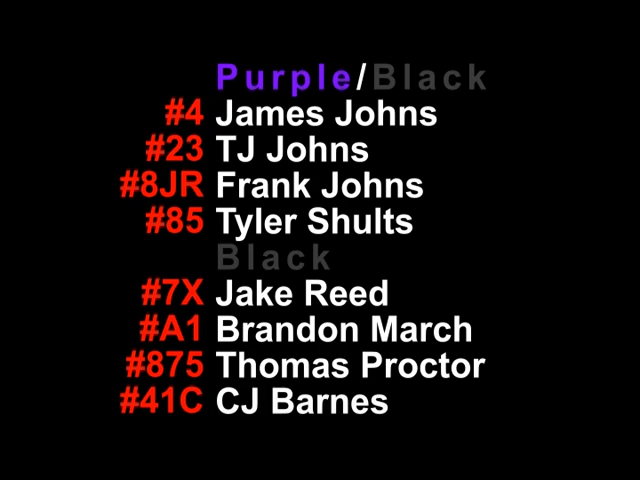 Purple/Black
#4 James Johns
#23 TJ Johns
#8JR Frank Johns
#85 Tyler Shults
Black
#7X Jake Reed
#A1 Brandon March
#875 Thomas Proctor
#41C CJ Barnes